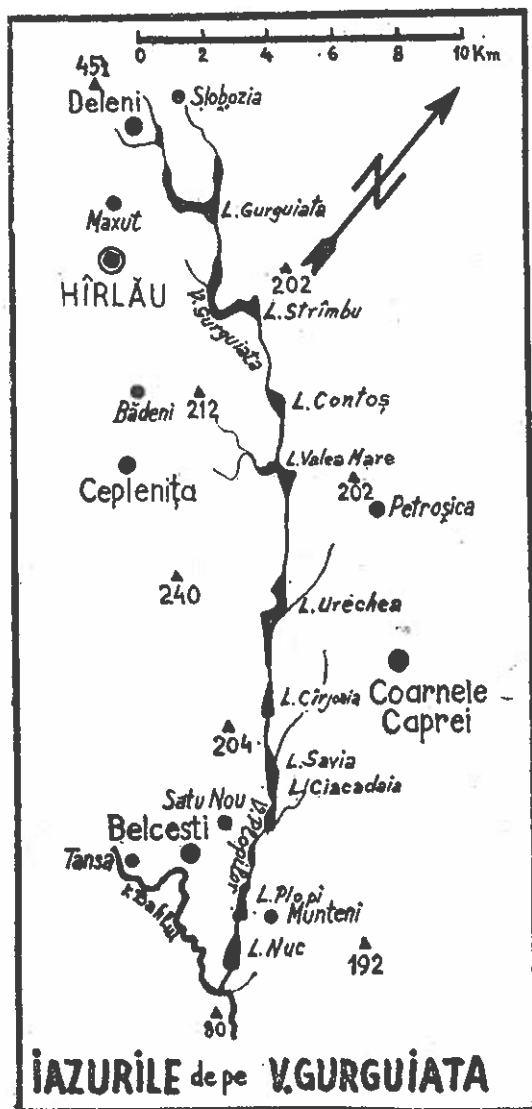 0 2 4 6 8 10 Km
451
Deleni
Slobozia
N
Maxut
L. Gurguiata
HÎRLĂU
202
V. Gurguiata
L. Strîmbu
Bădeni
212
L. Contoș
L. Valea Mare
Ceplenița
202
Petroșica
240
L. Urechea
Coarnele
Caprei
L. Cîrjoaia
204
L. Savia
L. Ciacadaia
Satu Nou
V. Plopilor
Belcesti
Tansa
R. Bahlui
L. Plopi
Munteni
L. Nuc
192
80
IAZURILE de pe V. GURGUIATA